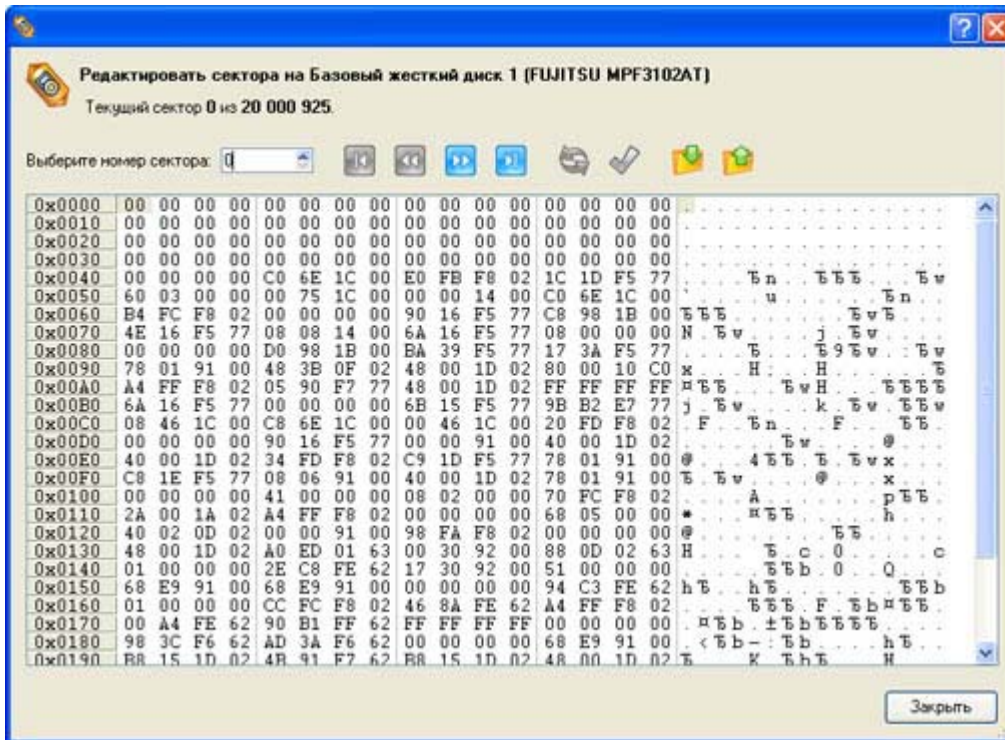 Редактировать сектора на Базовый жесткий диск 1 (FUJITSU MPF3102AT)
Текущий сектор 0 из 20 000 925.
Выберите номер сектора: 0
0x0000 00 00 00 00 00 00 00 00 00 00 00 00 00 00 00 00
0x0010 00 00 00 00 00 00 00 00 00 00 00 00 00 00 00 00
0x0020 00 00 00 00 00 00 00 00 00 00 00 00 00 00 00 00
0x0030 00 00 00 00 00 00 00 00 00 00 00 00 00 00 00 00
0x0040 00 00 00 00 C0 6E 1C 00 E0 FB F8 02 1C 1D F5 77
0x0050 60 03 00 00 00 75 1C 00 00 00 14 00 C0 6E 1C 00
0x0060 B4 FC F8 02 00 00 00 00 90 16 F5 77 C8 98 1B 00
0x0070 4E 16 F5 77 08 08 14 00 6A 16 F5 77 08 00 00 00
0x0080 00 00 00 00 D0 98 1B 00 BA 39 F5 77 17 3A F5 77
0x0090 78 01 91 00 48 3B 0F 02 48 00 1D 02 80 00 10 C0
0x00A0 A4 FF F8 02 05 90 F7 77 48 00 1D 02 FF FF FF FF
0x00B0 6A 16 F5 77 00 00 00 00 6B 15 F5 77 9B B2 E7 77
0x00C0 08 46 1C 00 C8 6E 1C 00 00 46 1C 00 20 FD F8 02
0x00D0 00 00 00 00 90 16 F5 77 00 00 91 00 40 00 1D 02
0x00E0 40 00 1D 02 34 FD F8 02 C9 1D F5 77 78 01 91 00
0x00F0 C8 1E F5 77 08 06 91 00 40 00 1D 02 78 01 91 00
0x0100 00 00 00 00 41 00 00 00 08 02 00 00 70 FC F8 02
0x0110 2A 00 1A 02 A4 FF F8 02 00 00 00 00 68 05 00 00
0x0120 40 02 0D 02 00 00 91 00 98 FA F8 02 00 00 00 00
0x0130 48 00 1D 02 A0 ED 01 63 00 30 92 00 88 0D 02 63
0x0140 01 00 00 00 2E C8 FE 62 17 30 92 00 51 00 00 00
0x0150 68 E9 91 00 68 E9 91 00 00 00 00 00 94 C3 FE 62
0x0160 01 00 00 00 CC FC F8 02 46 8A FE 62 A4 FF F8 02
0x0170 00 A4 FE 62 90 B1 FF 62 FF FF FF FF 00 00 00 00
0x0180 98 3C F6 62 AD 3A F6 62 00 00 00 00 68 E9 91 00
0x0190 B8 15 1D 02 4B 91 F7 62 B8 15 1D 02 48 00 1D 02
Закрыть